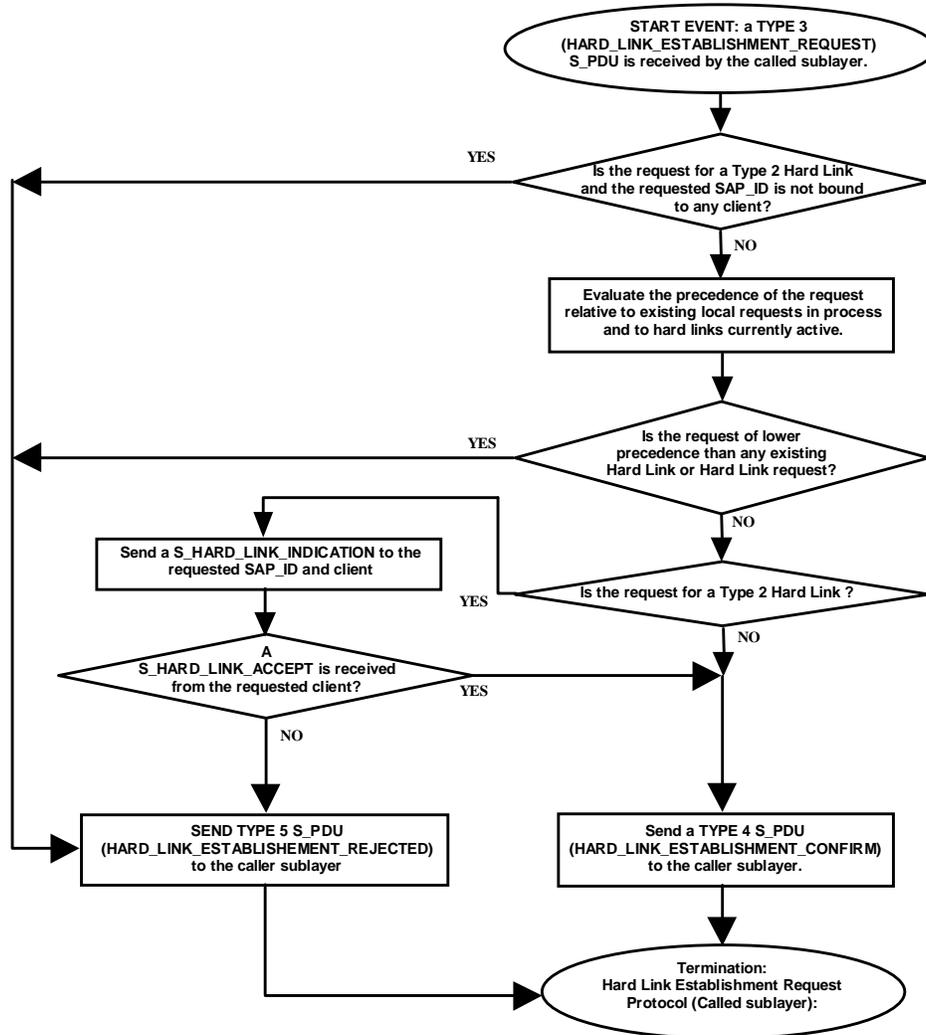 START EVENT: a TYPE 3
(HARD_LINK_ESTABLISHMENT_REQUEST)
S_PDU is received by the called sublayer.
YES
Is the request for a Type 2 Hard Link
and the requested SAP_ID is not bound
to any client?
NO
Evaluate the precedence of the request
relative to existing local requests in process
and to hard links currently active.
YES
Is the request of lower
precedence than any existing
Hard Link or Hard Link request?
NO
Send a S_HARD_LINK_INDICATION to the
requested SAP_ID and client
YES
Is the request for a Type 2 Hard Link ?
NO
A
S_HARD_LINK_ACCEPT is received
from the requested client?
YES
NO
SEND TYPE 5 S_PDU
(HARD_LINK_ESTABLISHEMENT_REJECTED)
to the caller sublayer
Send a TYPE 4 S_PDU
(HARD_LINK_ESTABLISHMENT_CONFIRM)
to the caller sublayer.
Termination:
Hard Link Establishment Request
Protocol (Called sublayer):